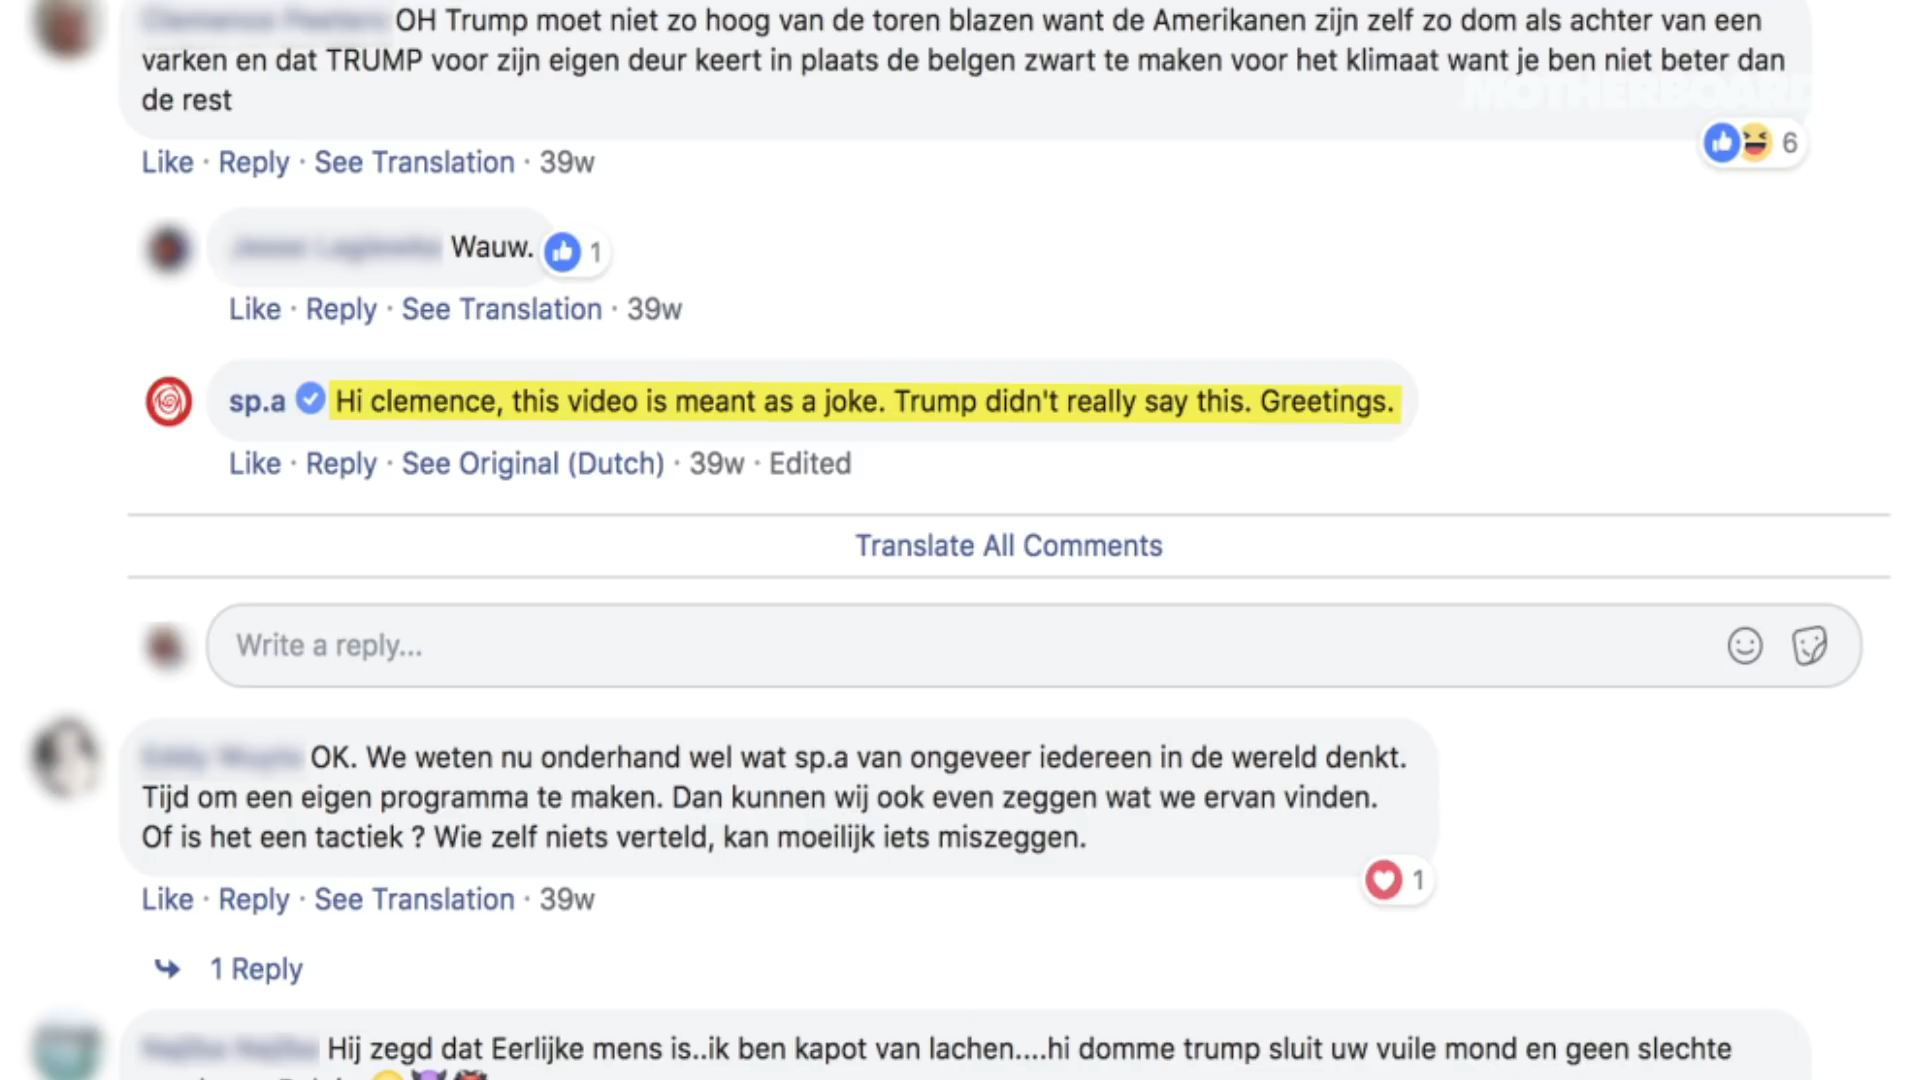 OH Trump moet niet zo hoog van de toren blazen want de Amerikanen zijn zelf zo dom als achter van een
varken en dat TRUMP voor zijn eigen deur keert in plaats de belgen zwart te maken voor het klimaat want je ben niet beter dan
de rest
MOTHERBOARD
6
Like · Reply · See Translation · 39w
Wauw.
1
Like · Reply · See Translation · 39w
sp.a Hi clemence, this video is meant as a joke. Trump didn't really say this. Greetings.
Like · Reply · See Original (Dutch) · 39w · Edited
Translate All Comments
Write a reply...
OK. We weten nu onderhand wel wat sp.a van ongeveer iedereen in de wereld denkt.
Tijd om een eigen programma te maken. Dan kunnen wij ook even zeggen wat we ervan vinden.
Of is het een tactiek ? Wie zelf niets verteld, kan moeilijk iets miszeggen.
1
Like · Reply · See Translation · 39w
1 Reply
Hij zegd dat Eerlijke mens is..ik ben kapot van lachen....hi domme trump sluit uw vuile mond en geen slechte